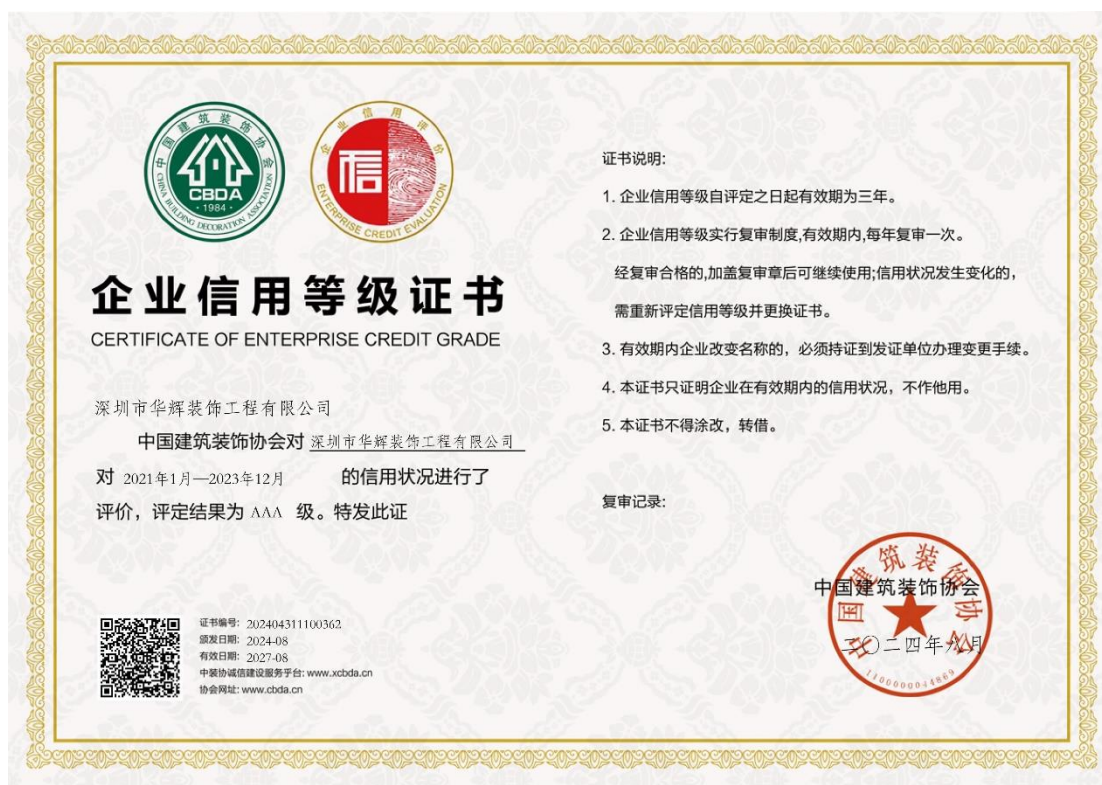 中国建筑装饰协会
CHINA BUILDING DECORATION ASSOCIATION
CBDA
·1984·
企业信用评价
信
ENTERPRISE CREDIT EVALUATION
企业信用等级证书
CERTIFICATE OF ENTERPRISE CREDIT GRADE
深圳市华辉装饰工程有限公司
中国建筑装饰协会对 深圳市华辉装饰工程有限公司
对 2021年1月—2023年12月 的信用状况进行了
评价，评定结果为 AAA 级。特发此证
证书编号: 202404311100362
颁发日期: 2024-08
有效日期: 2027-08
中装协诚信建设服务平台: www.xcbda.cn
协会网址: www.cbda.cn
证书说明:
1. 企业信用等级自评定之日起有效期为三年。
2. 企业信用等级实行复审制度,有效期内,每年复审一次。
经复审合格的,加盖复审章后可继续使用;信用状况发生变化的，
需重新评定信用等级并更换证书。
3. 有效期内企业改变名称的，必须持证到发证单位办理变更手续。
4. 本证书只证明企业在有效期内的信用状况，不作他用。
5. 本证书不得涂改，转借。
复审记录:
中国建筑装饰协会
中国建筑装饰协会
二〇二四年八月
1100000044869